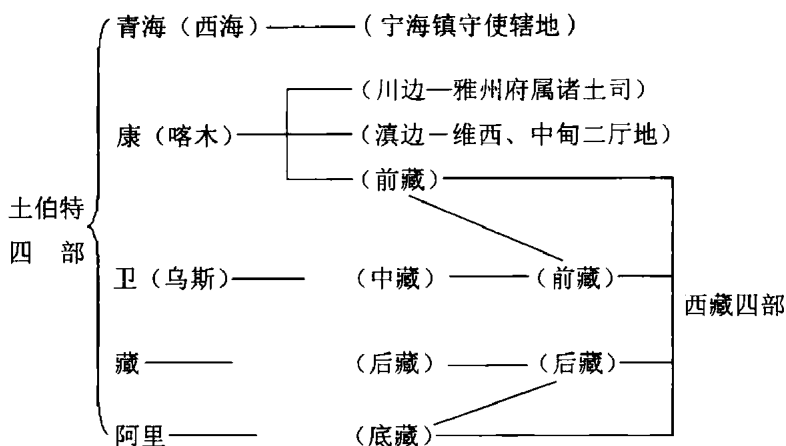 青海（西海）——（宁海镇守使辖地）
（川边—雅州府属诸土司）
康（喀木）——（滇边－维西、中甸二厅地）
（前藏）
土伯特
四 部
卫（乌斯）——（中藏）——（前藏）
西藏四部
藏——（后藏）——（后藏）
阿里——（底藏）